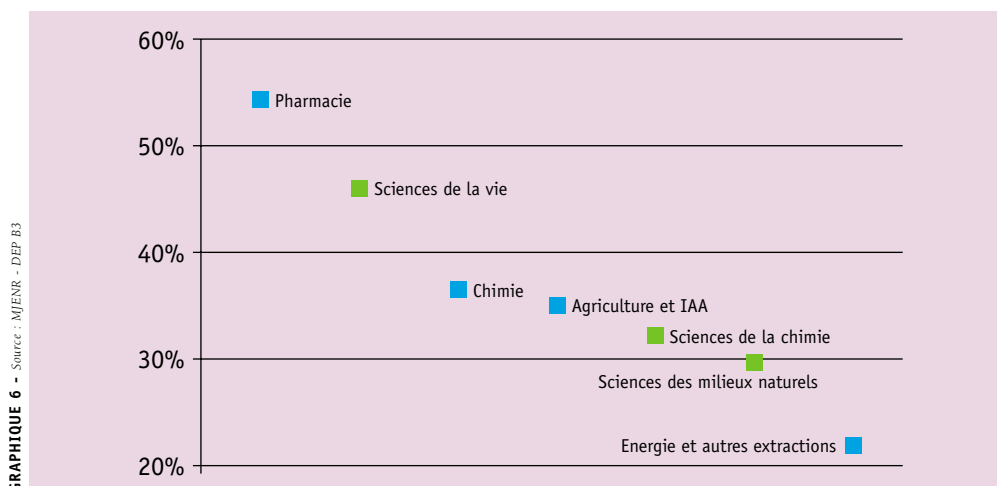 60%
Pharmacie
50%
Sciences de la vie
40%
Chimie
Agriculture et IAA
Sciences de la chimie
30%
Sciences des milieux naturels
Energie et autres extractions
20%
GRAPHIQUE 6 - Source : MJENR - DEP B3